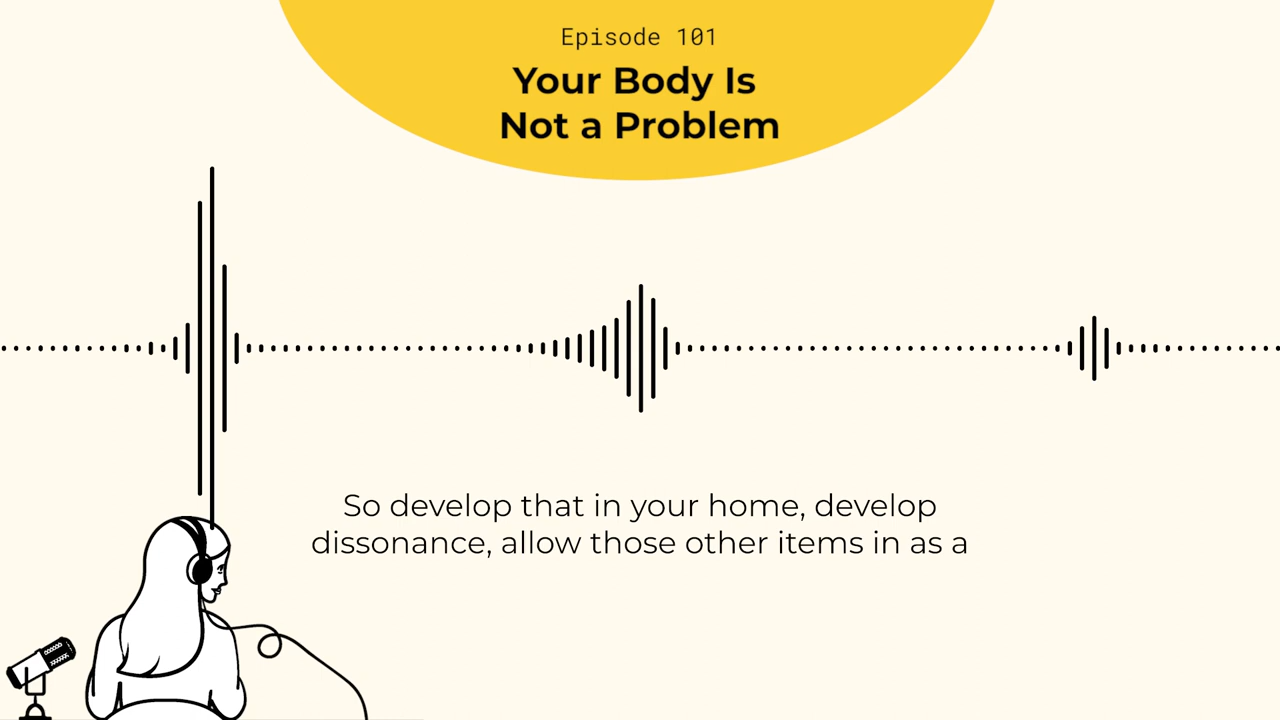 Episode 101
Your Body Is
Not a Problem
So develop that in your home, develop
dissonance, allow those other items in as a